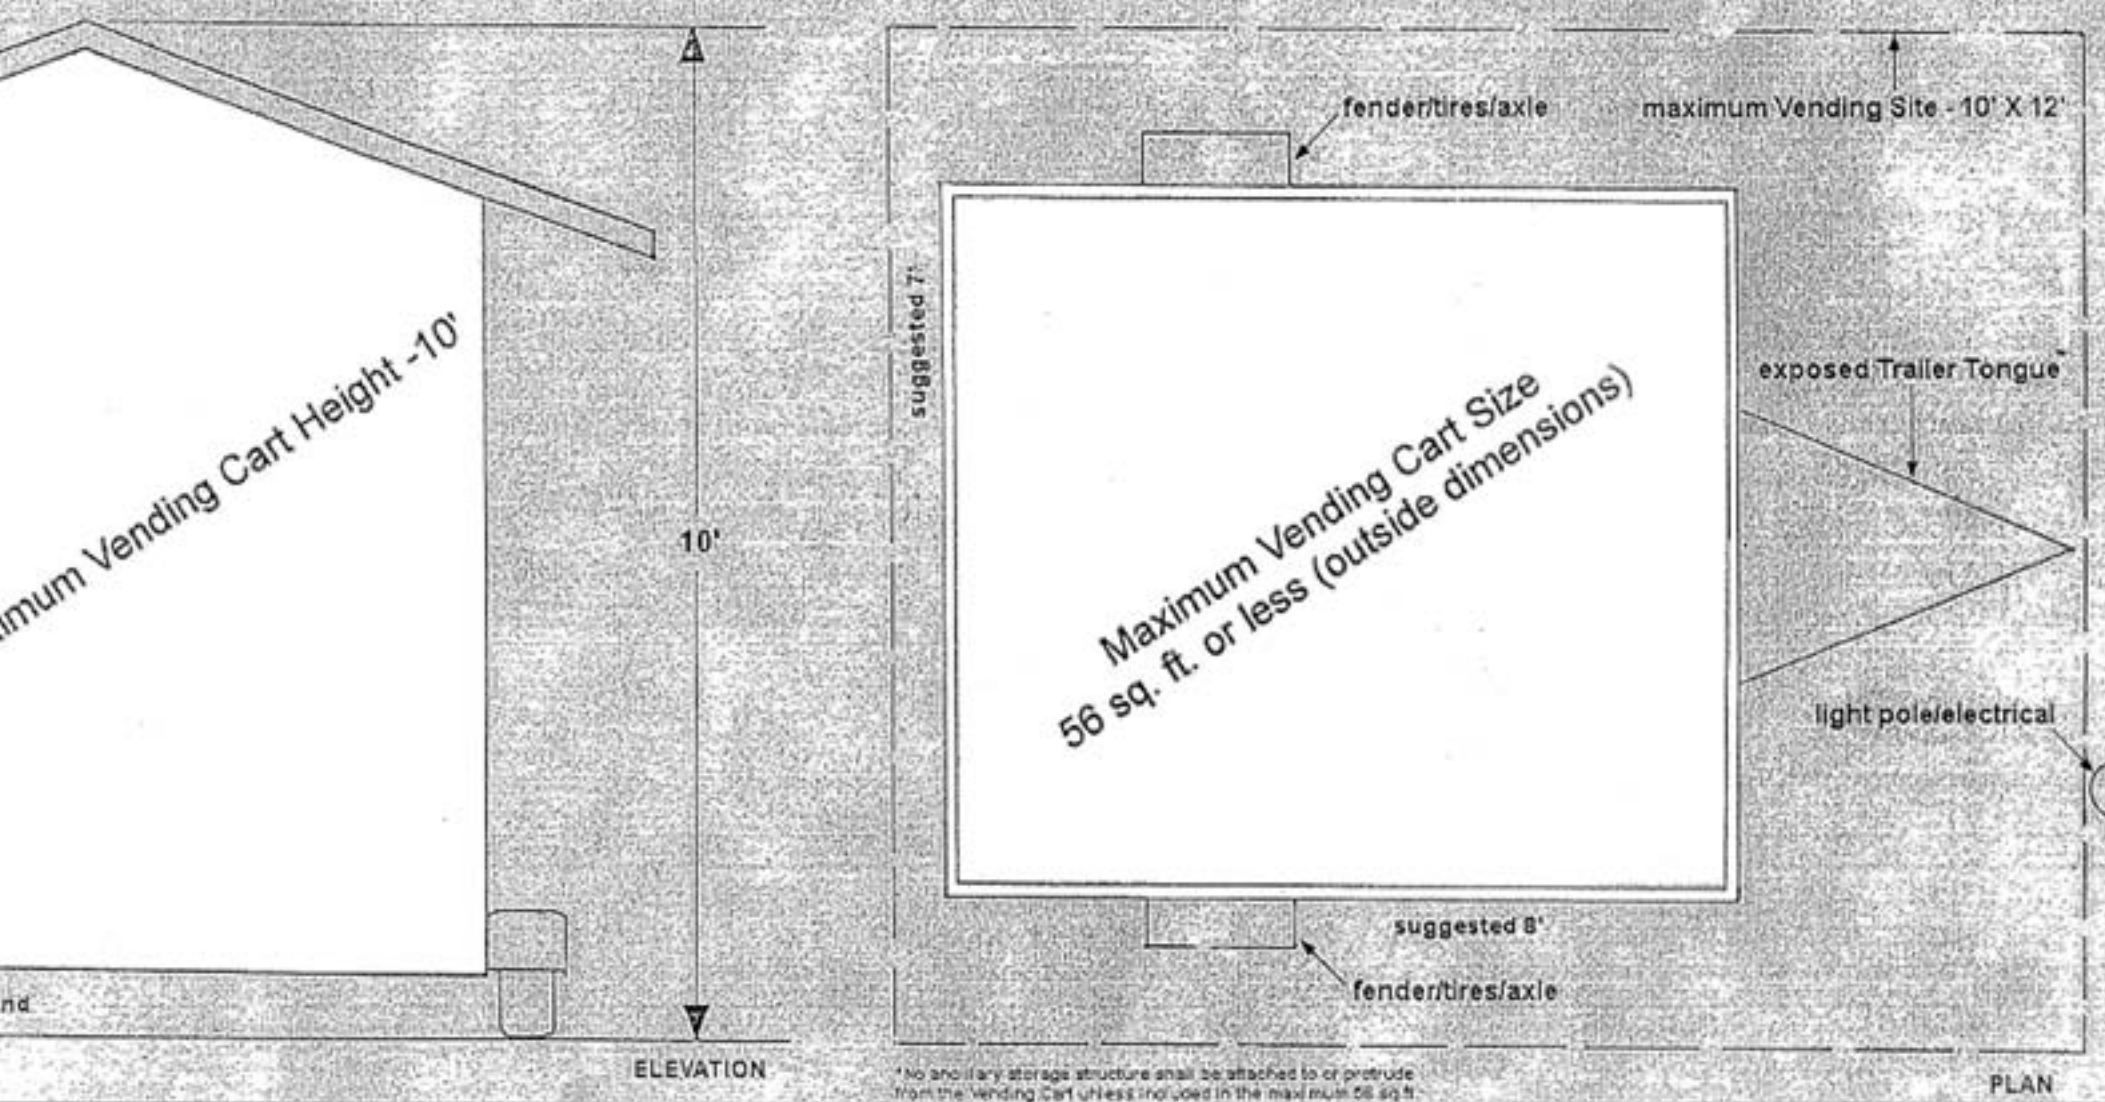 imum Vending Cart Height -10'
10'
nd
ELEVATION
fender/tires/axle
maximum Vending Site - 10' X 12'
suggested 7'
exposed Trailer Tongue*
Maximum Vending Cart Size
56 sq. ft. or less (outside dimensions)
light pole/electrical
suggested 8'
fender/tires/axle
*No ancillary storage structure shall be attached to or protrude
from the Vending Cart unless included in the maximum 56 sq ft.
PLAN